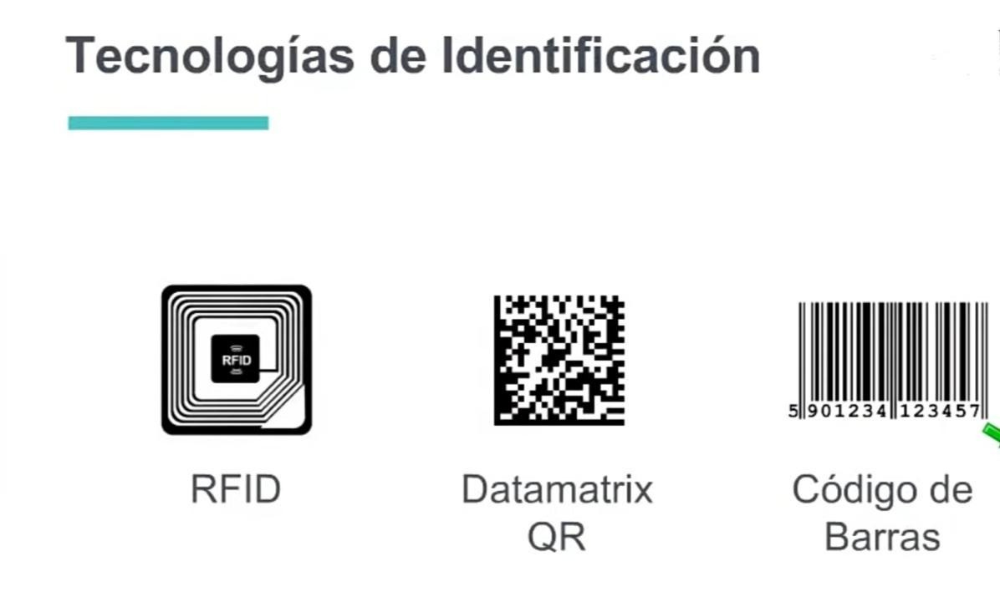 Tecnologías de Identificación
RFID
5 901234 123457
RFID
Datamatrix
QR
Código de
Barras